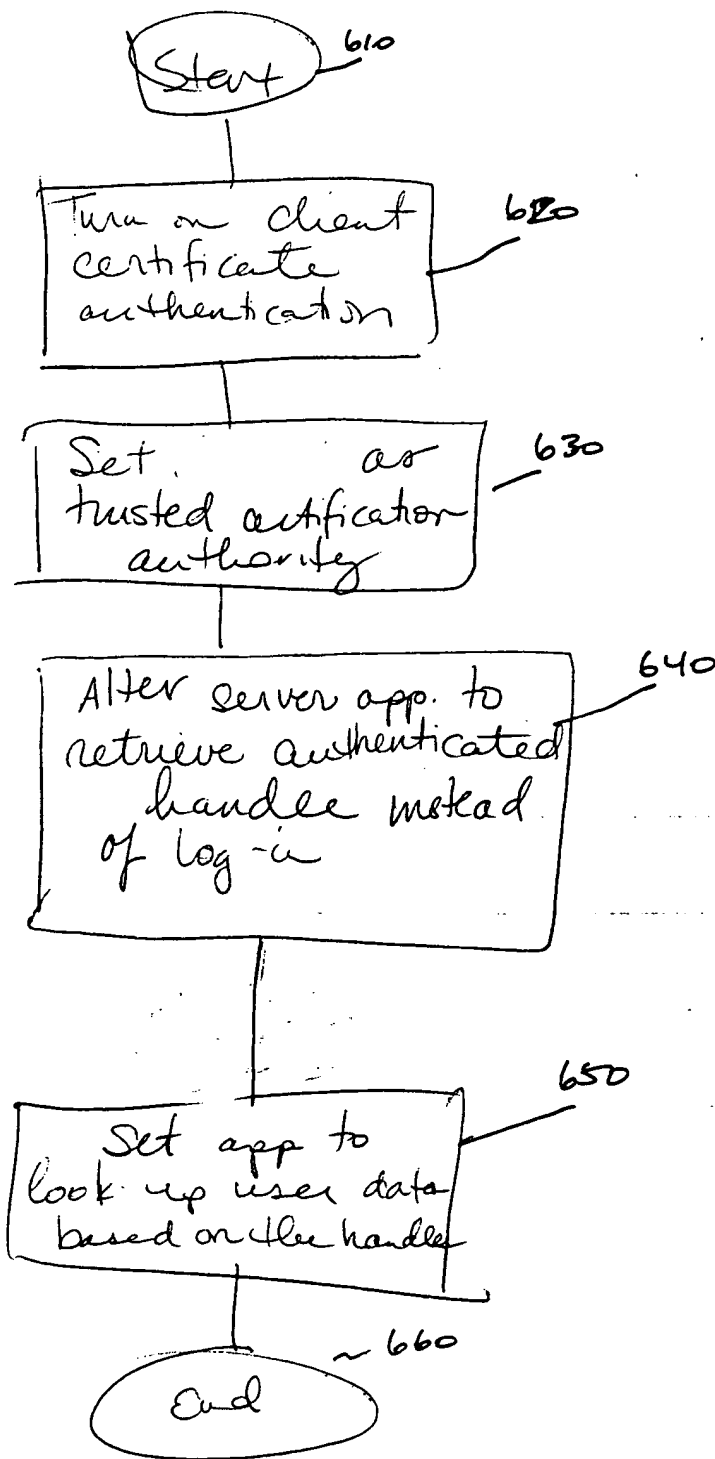 Start
610
Turn on client
certificate
authentication
620
Set as
trusted certification
authority
630
Alter server app. to
retrieve authenticated
handle instead
of log-in
640
Set app to
look up user data
based on the handle
650
End
~ 660